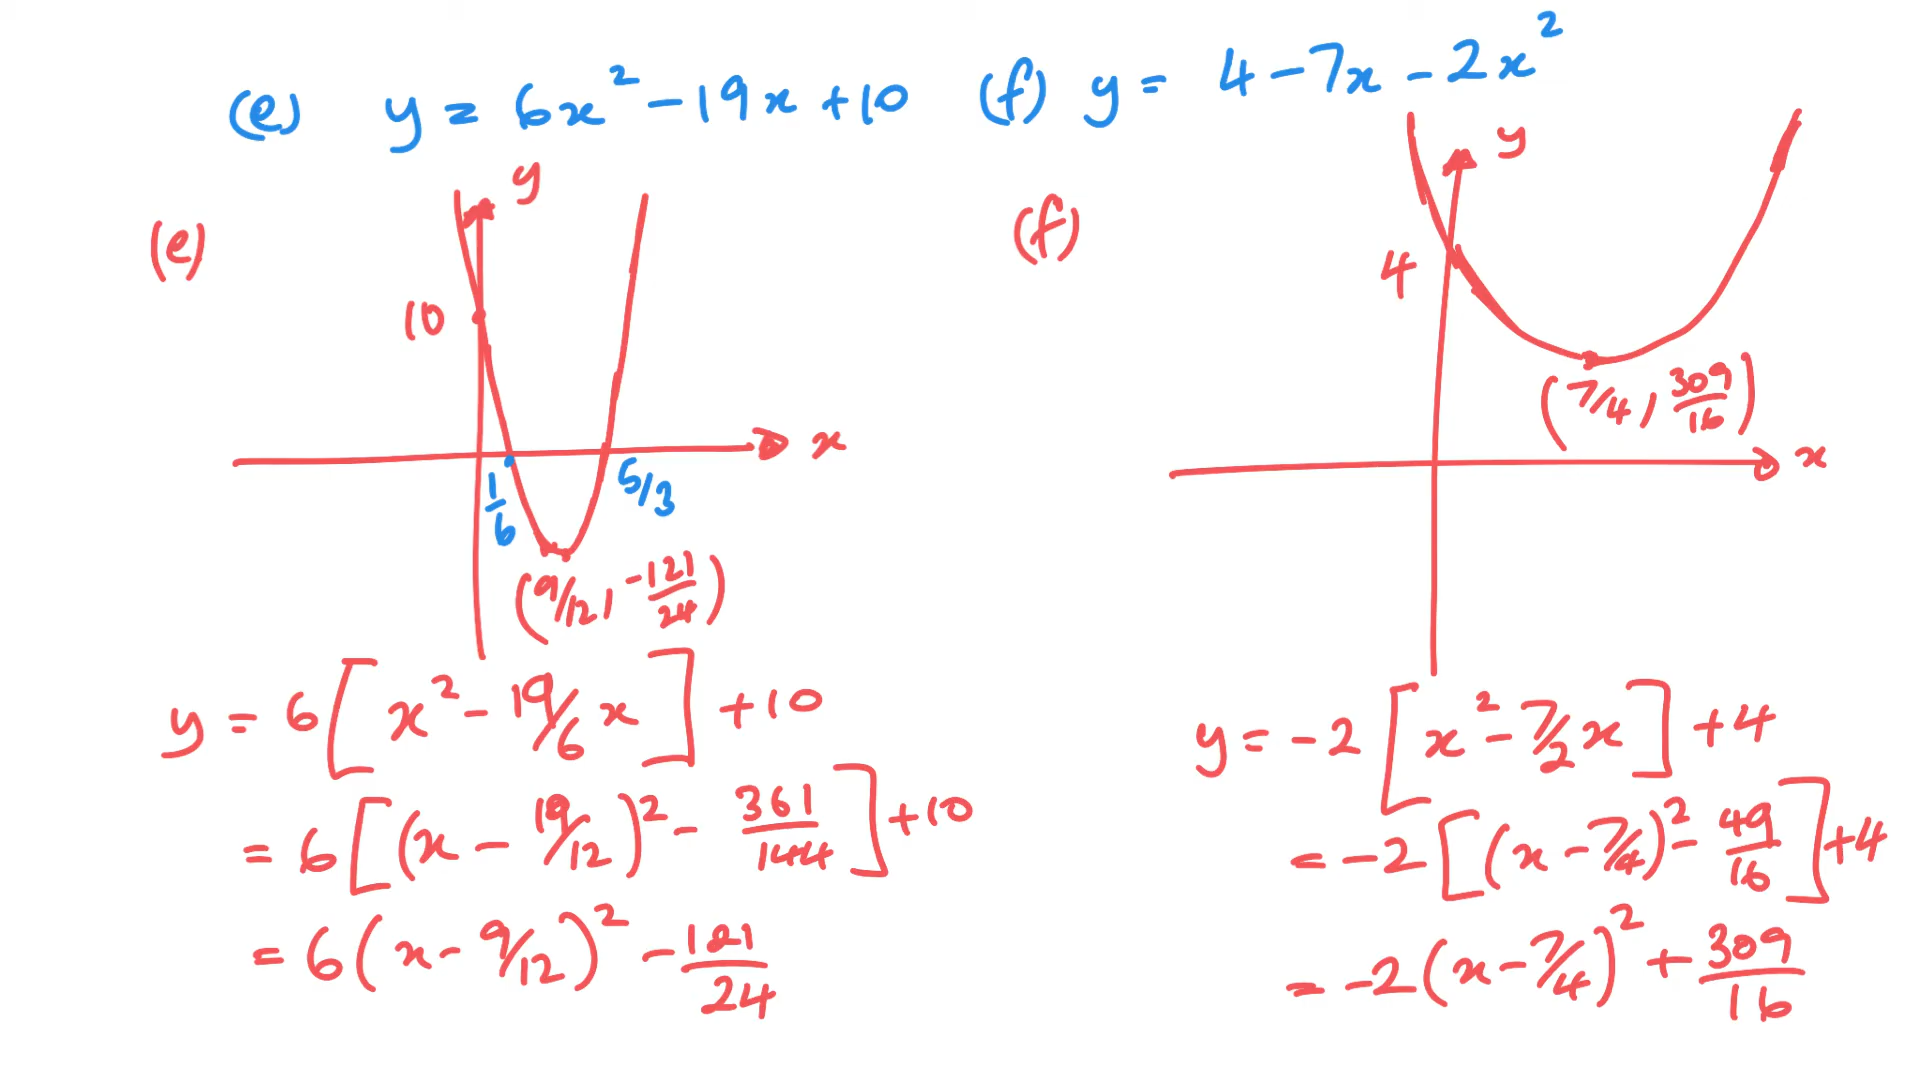 (e) y = 6x² - 19x + 10 (f) y = 4 - 7x - 2x²
(e)
y
10
x
1/6
5/3
(9/12, -121/24)
y = 6[x² - 19/6 x] + 10
= 6[(x - 19/12)² - 361/144] + 10
= 6(x - 9/12)² - 121/24
(f)
y
4
x
(7/4, 309/16)
y = -2[x² - 7/2 x] + 4
= -2[(x - 7/4)² - 49/16] + 4
= -2(x - 7/4)² + 309/16